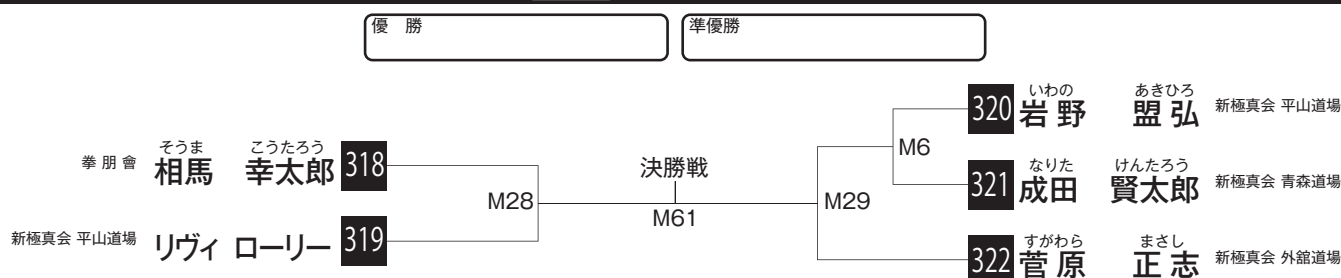 優　勝
準優勝
そうま　こうたろう
拳朋會 相馬　幸太郎 318
新極真会 平山道場 リヴィ ローリー 319
M28
決勝戦
M61
M29
M6
いわの　あきひろ
320 岩野　盟弘 新極真会 平山道場
なりた　けんたろう
321 成田　賢太郎 新極真会 青森道場
すがわら　まさし
322 菅原　正志 新極真会 外舘道場